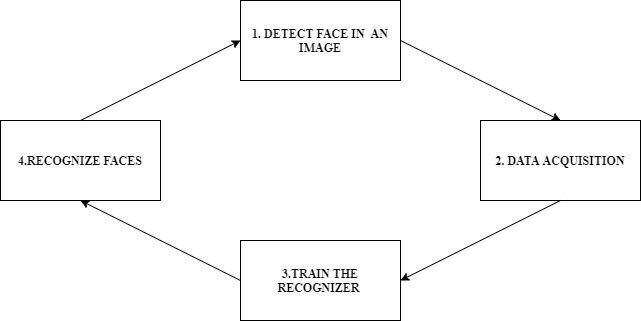 1. DETECT FACE IN AN
IMAGE
2. DATA ACQUISITION
3.TRAIN THE
RECOGNIZER
4.RECOGNIZE FACES